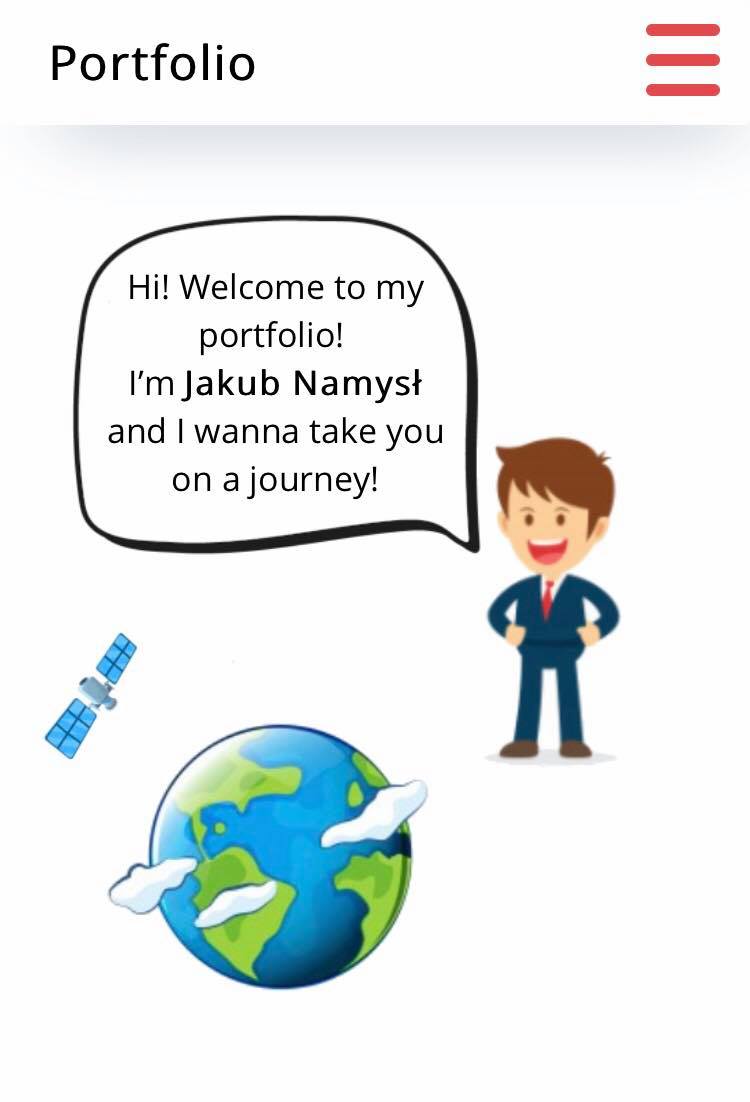 Portfolio
Hi! Welcome to my
portfolio!
I’m Jakub Namysł
and I wanna take you
on a journey!